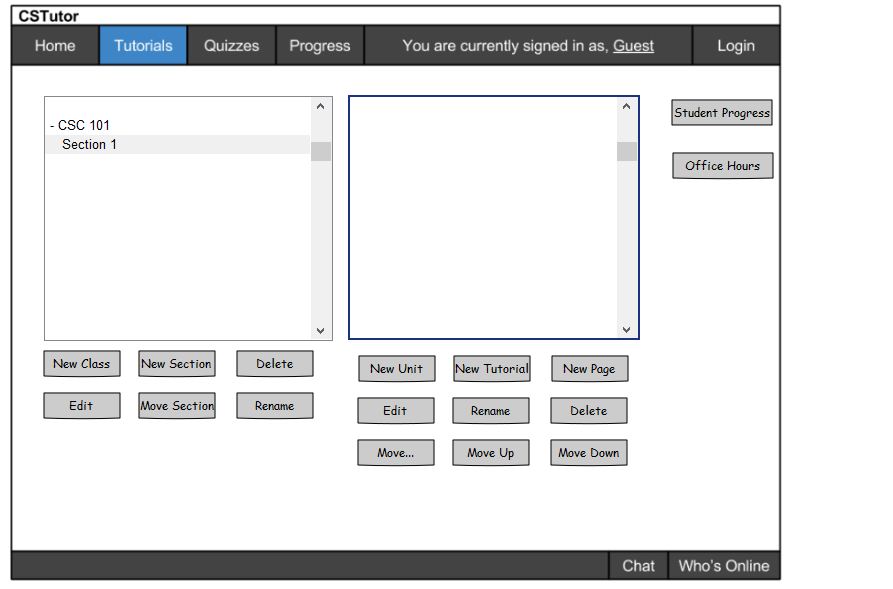 CSTutor
Home Tutorials Quizzes Progress You are currently signed in as, Guest Login
- CSC 101
Section 1
Student Progress
Office Hours
New Class New Section Delete
Edit Move Section Rename
New Unit New Tutorial New Page
Edit Rename Delete
Move... Move Up Move Down
Chat Who's Online